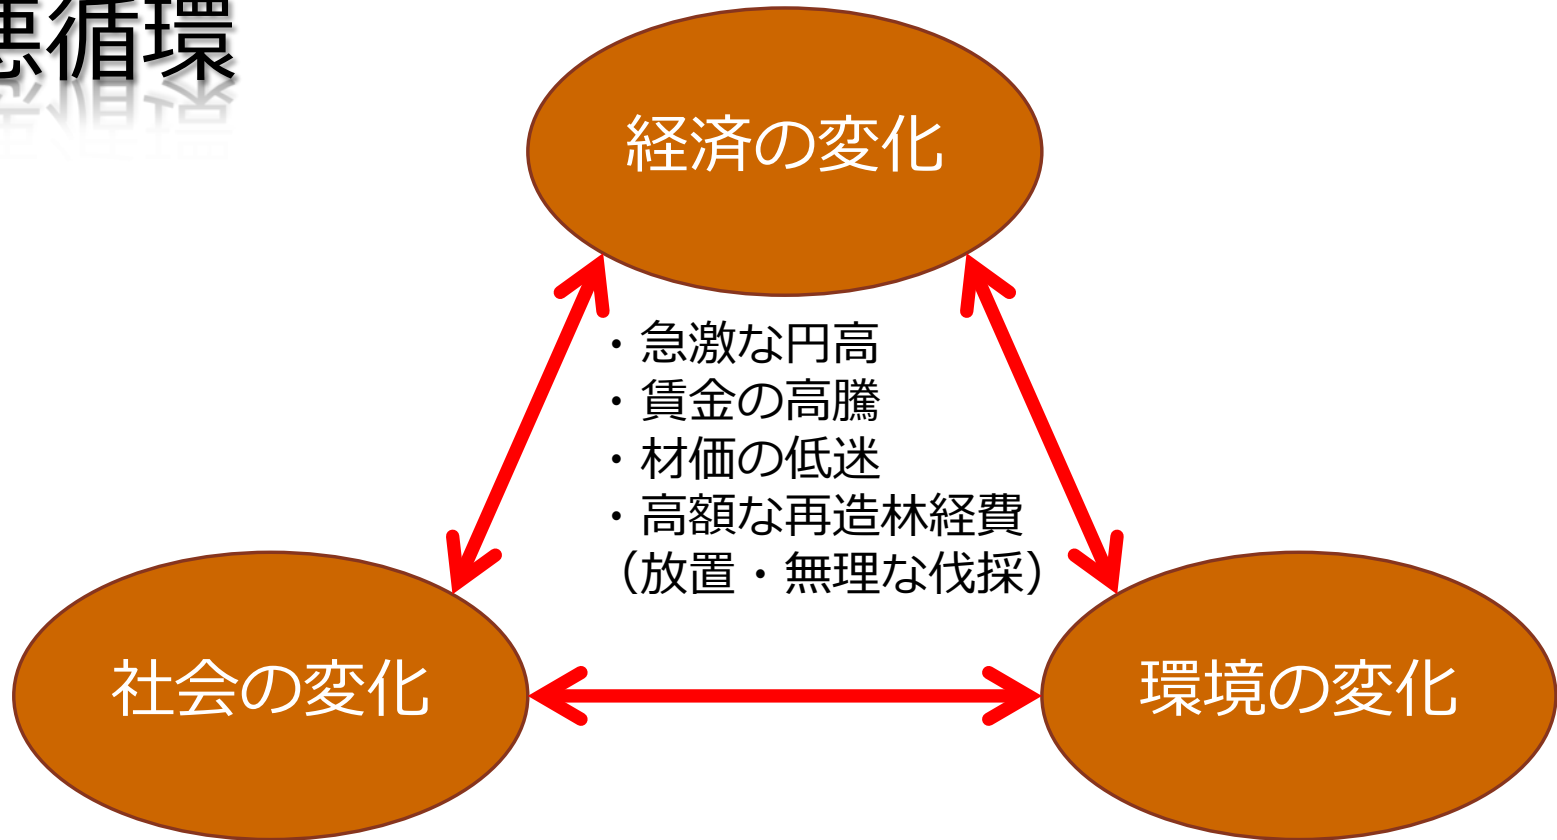 悪循環
経済の変化
・急激な円高
・賃金の高騰
・材価の低迷
・高額な再造林経費
（放置・無理な伐採）
社会の変化
環境の変化